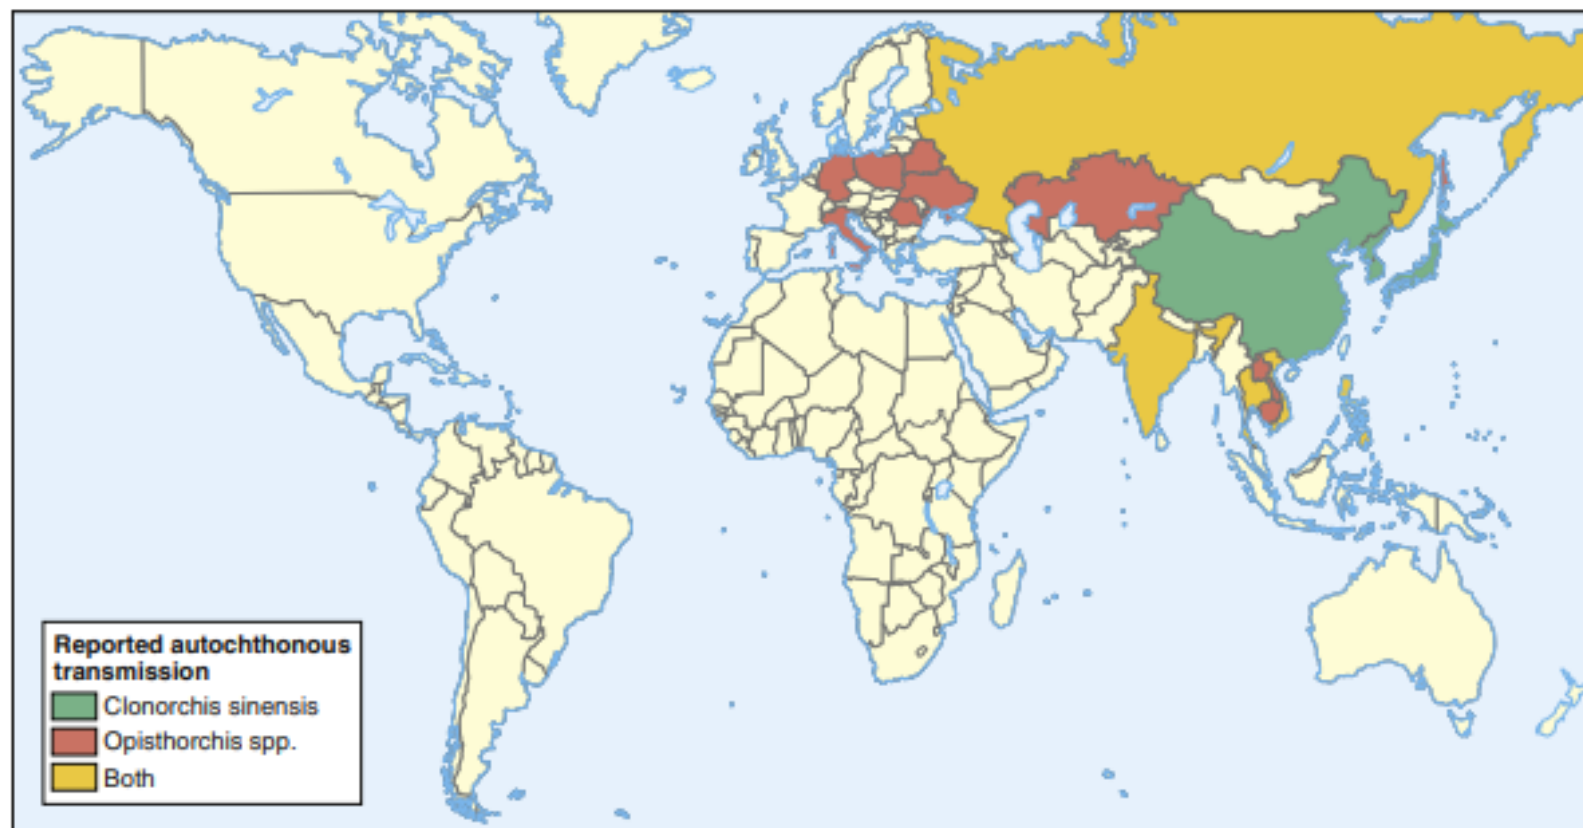 Reported autochthonous
transmission
Clonorchis sinensis
Opisthorchis spp.
Both